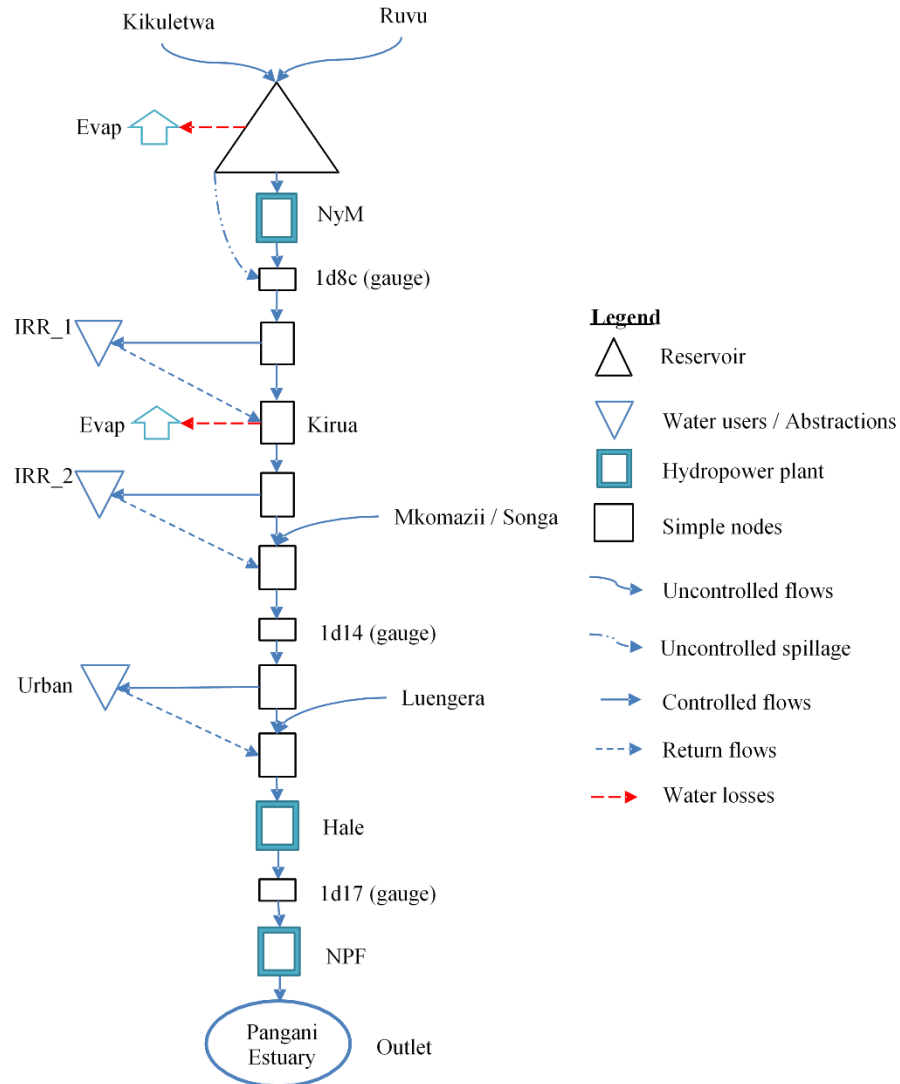 Kikuletwa
Ruvu
Evap
NyM
1d8c (gauge)
IRR_1
Evap
Kirua
IRR_2
Mkomazii / Songa
1d14 (gauge)
Urban
Luengera
Hale
1d17 (gauge)
NPF
Pangani
Estuary
Outlet
Legend
Reservoir
Water users / Abstractions
Hydropower plant
Simple nodes
Uncontrolled flows
Uncontrolled spillage
Controlled flows
Return flows
Water losses